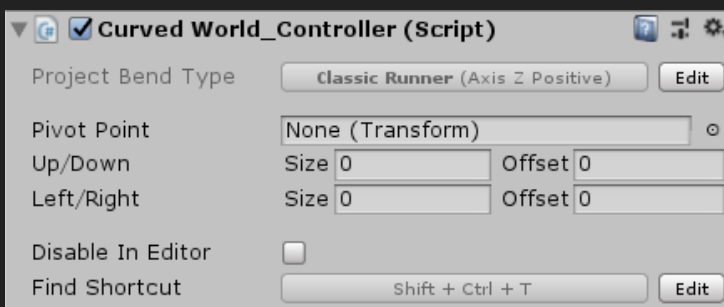 Curved World_Controller (Script)
Project Bend Type Classic Runner (Axis Z Positive) Edit
Pivot Point None (Transform)
Up/Down Size 0 Offset 0
Left/Right Size 0 Offset 0
Disable In Editor
Find Shortcut Shift + Ctrl + T Edit